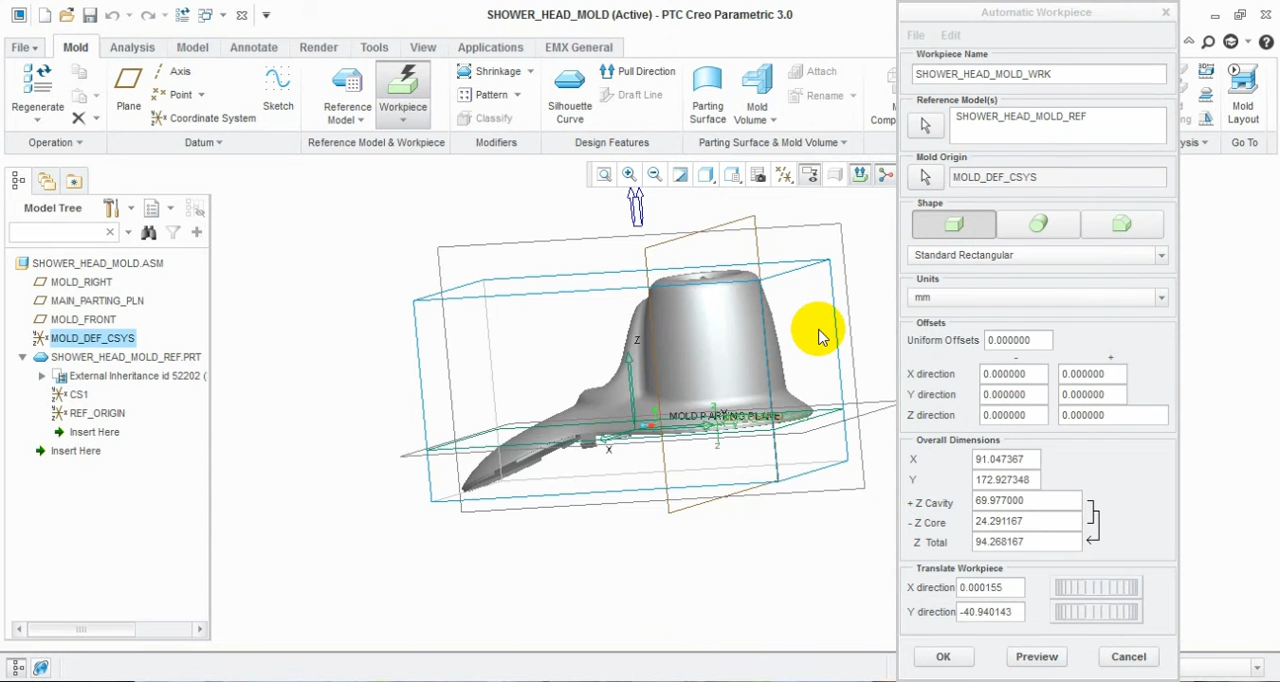 SHOWER_HEAD_MOLD (Active) - PTC Creo Parametric 3.0
File
Mold
Analysis
Model
Annotate
Render
Tools
View
Applications
EMX General
Regenerate
Plane
Axis
Point
Coordinate System
Sketch
Reference Model
Workpiece
Shrinkage
Pattern
Classify
Silhouette Curve
Pull Direction
Draft Line
Parting Surface
Mold Volume
Attach
Rename
Mold Layout
Operation
Datum
Reference Model & Workpiece
Modifiers
Design Features
Parting Surface & Mold Volume
Go To
Model Tree
SHOWER_HEAD_MOLD.ASM
MOLD_RIGHT
MAIN_PARTING_PLN
MOLD_FRONT
MOLD_DEF_CSYS
SHOWER_HEAD_MOLD_REF.PRT
External Inheritance id 52202 (
CS1
REF_ORIGIN
Insert Here
Insert Here
Z
MOLD PARTING PLANE
X
Z
Automatic Workpiece
File Edit
Workpiece Name
SHOWER_HEAD_MOLD_WRK
Reference Model(s)
SHOWER_HEAD_MOLD_REF
Mold Origin
MOLD_DEF_CSYS
Shape
Standard Rectangular
Units
mm
Offsets
Uniform Offsets 0.000000
- +
X direction 0.000000 0.000000
Y direction 0.000000 0.000000
Z direction 0.000000 0.000000
Overall Dimensions
X 91.047367
Y 172.927348
+ Z Cavity 69.977000
- Z Core 24.291167
Z Total 94.268167
Translate Workpiece
X direction 0.000155
Y direction -40.940143
OK Preview Cancel